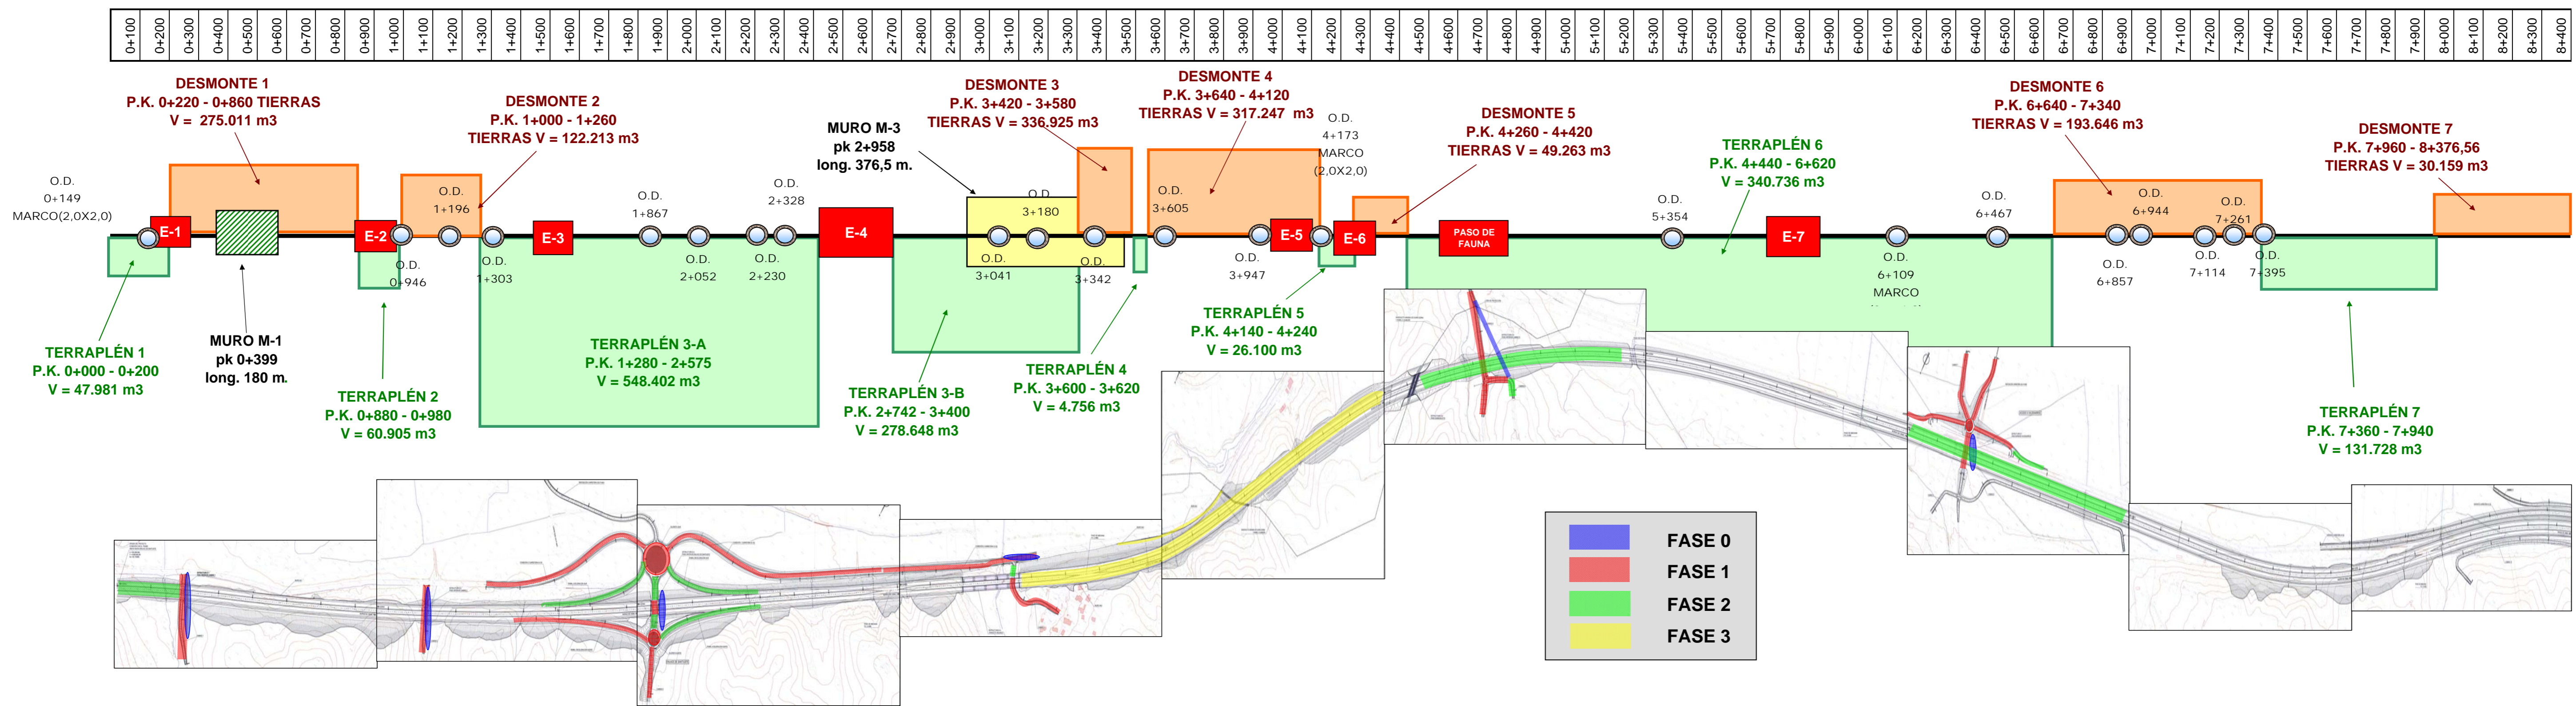 0+100 0+200 0+300 0+400 0+500 0+600 0+700 0+800 0+900 1+000 1+100 1+200 1+300 1+400 1+500 1+600 1+700 1+800 1+900 2+000 2+100 2+200 2+300 2+400 2+500 2+600 2+700 2+800 2+900 3+000 3+100 3+200 3+300 3+400 3+500 3+600 3+700 3+800 3+900 4+000 4+100 4+200 4+300 4+400 4+500 4+600 4+700 4+800 4+900 5+000 5+100 5+200 5+300 5+400 5+500 5+600 5+700 5+800 5+900 6+000 6+100 6+200 6+300 6+400 6+500 6+600 6+700 6+800 6+900 7+000 7+100 7+200 7+300 7+400 7+500 7+600 7+700 7+800 7+900 8+000 8+100 8+200 8+300 8+400
DESMONTE 1
P.K. 0+220 - 0+860 TIERRAS
V = 275.011 m3
DESMONTE 2
P.K. 1+000 - 1+260
TIERRAS V = 122.213 m3
MURO M-3
pk 2+958
long. 376,5 m.
DESMONTE 3
P.K. 3+420 - 3+580
TIERRAS V = 336.925 m3
DESMONTE 4
P.K. 3+640 - 4+120
TIERRAS V = 317.247 m3
O.D.
4+173
MARCO
(2,0X2,0)
DESMONTE 5
P.K. 4+260 - 4+420
TIERRAS V = 49.263 m3
TERRAPLÉN 6
P.K. 4+440 - 6+620
V = 340.736 m3
DESMONTE 6
P.K. 6+640 - 7+340
TIERRAS V = 193.646 m3
DESMONTE 7
P.K. 7+960 - 8+376,56
TIERRAS V = 30.159 m3
O.D.
0+149
MARCO(2,0X2,0)
O.D.
1+196
O.D.
1+867
O.D.
2+328
O.D.
3+180
O.D.
3+605
O.D.
5+354
O.D.
6+467
O.D.
6+944
O.D.
7+261
E-1
E-2
E-3
E-4
E-5
E-6
PASO DE
FAUNA
E-7
O.D.
0+946
O.D.
1+303
O.D.
2+052
O.D.
2+230
O.D.
3+041
O.D.
3+342
O.D.
3+947
O.D.
6+109
MARCO
O.D.
6+857
O.D.
7+114
O.D.
7+395
TERRAPLÉN 1
P.K. 0+000 - 0+200
V = 47.981 m3
MURO M-1
pk 0+399
long. 180 m.
TERRAPLÉN 2
P.K. 0+880 - 0+980
V = 60.905 m3
TERRAPLÉN 3-A
P.K. 1+280 - 2+575
V = 548.402 m3
TERRAPLÉN 3-B
P.K. 2+742 - 3+400
V = 278.648 m3
TERRAPLÉN 4
P.K. 3+600 - 3+620
V = 4.756 m3
TERRAPLÉN 5
P.K. 4+140 - 4+240
V = 26.100 m3
TERRAPLÉN 7
P.K. 7+360 - 7+940
V = 131.728 m3
FASE 0
FASE 1
FASE 2
FASE 3